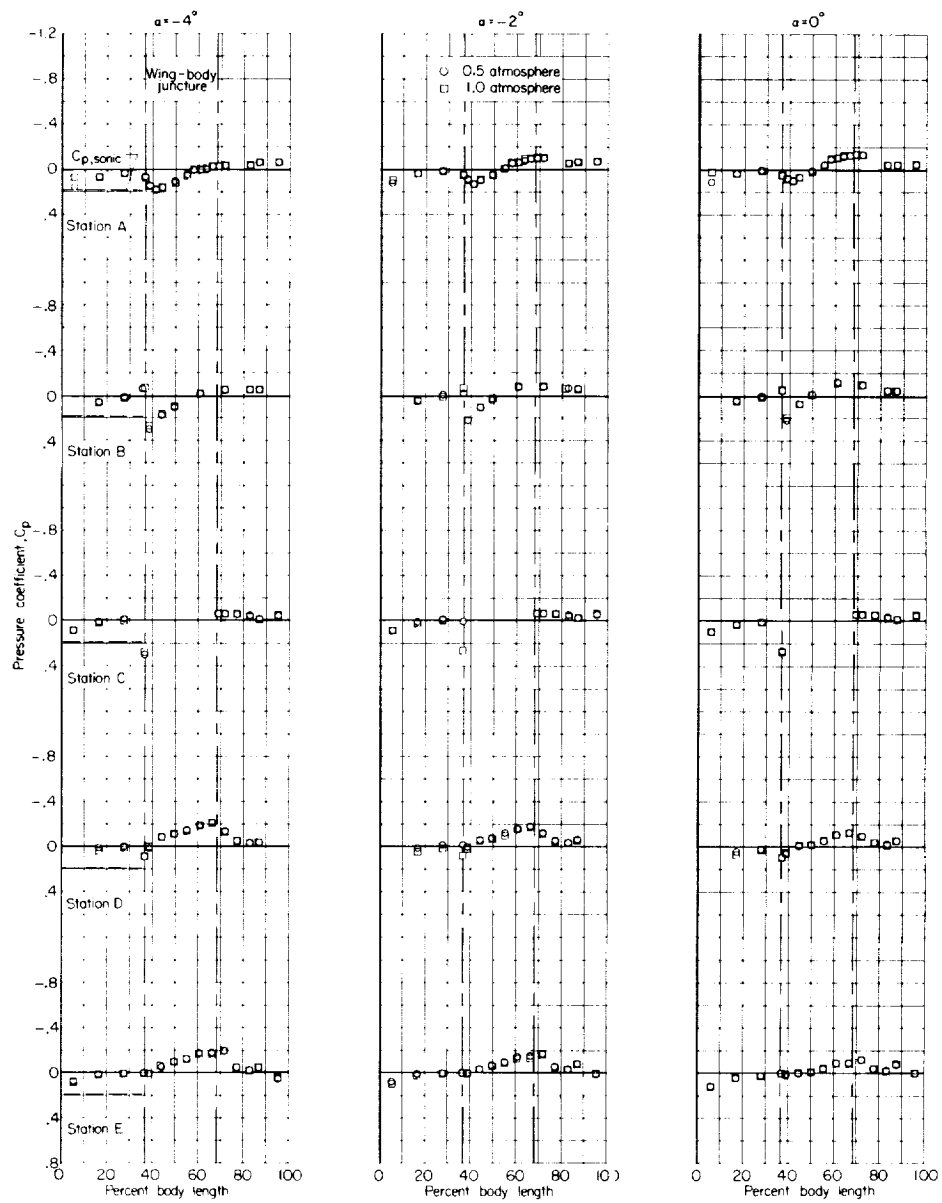 α=-4°
α=-2°
α=0°
-1.2
-.8
-.4
0
.4
-.8
-.4
0
.4
-.8
-.4
0
.4
-.8
-.4
0
.4
-.8
-.4
0
.4
.8
Pressure coefficient, Cp
Wing-body
juncture
Cp,sonic
Station A
Station B
Station C
Station D
Station E
○ 0.5 atmosphere
□ 1.0 atmosphere
0 20 40 60 80 100
Percent body length
0 20 40 60 80 100
Percent body length
0 20 40 60 80 100
Percent body length